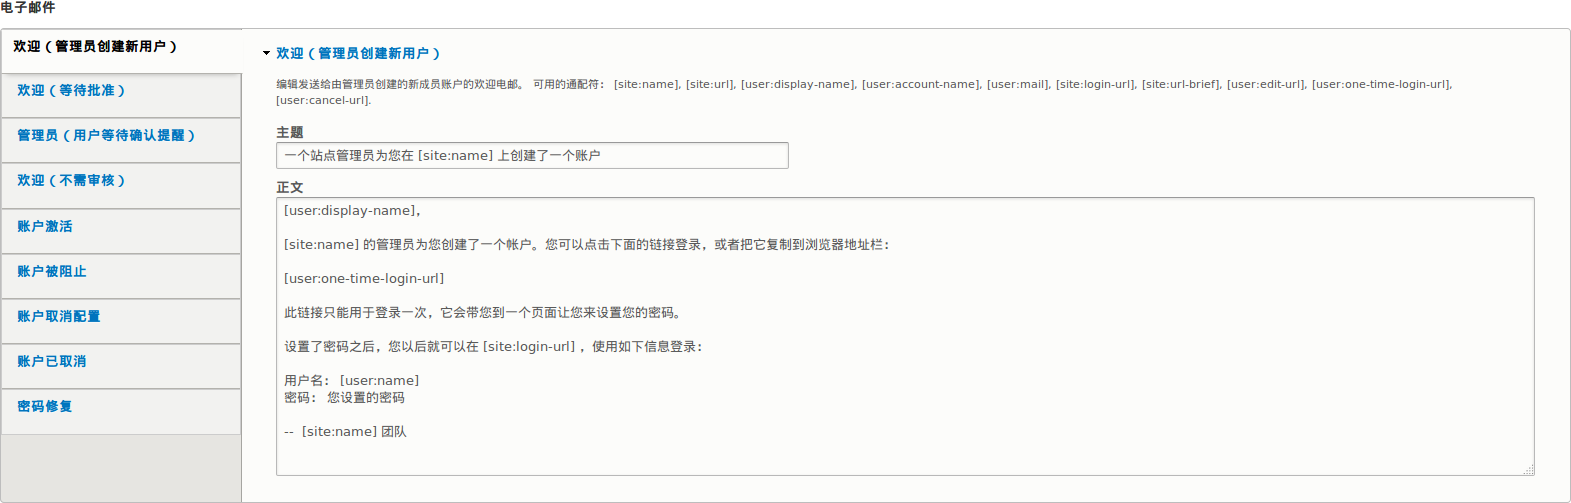 电子邮件
欢迎（管理员创建新用户）
欢迎（等待批准）
管理员（用户等待确认提醒）
欢迎（不需审核）
账户激活
账户被阻止
账户取消配置
账户已取消
密码修复
欢迎（管理员创建新用户）
编辑发送给由管理员创建的新成员账户的欢迎电邮。 可用的通配符： [site:name], [site:url], [user:display-name], [user:account-name], [user:mail], [site:login-url], [site:url-brief], [user:edit-url], [user:one-time-login-url],
[user:cancel-url].
主题
一个站点管理员为您在 [site:name] 上创建了一个账户
正文
[user:display-name]，
[site:name] 的管理员为您创建了一个帐户。您可以点击下面的链接登录，或者把它复制到浏览器地址栏：
[user:one-time-login-url]
此链接只能用于登录一次，它会带您到一个页面让您来设置您的密码。
设置了密码之后，您以后就可以在 [site:login-url] ，使用如下信息登录：
用户名： [user:name]
密码： 您设置的密码
-- [site:name] 团队